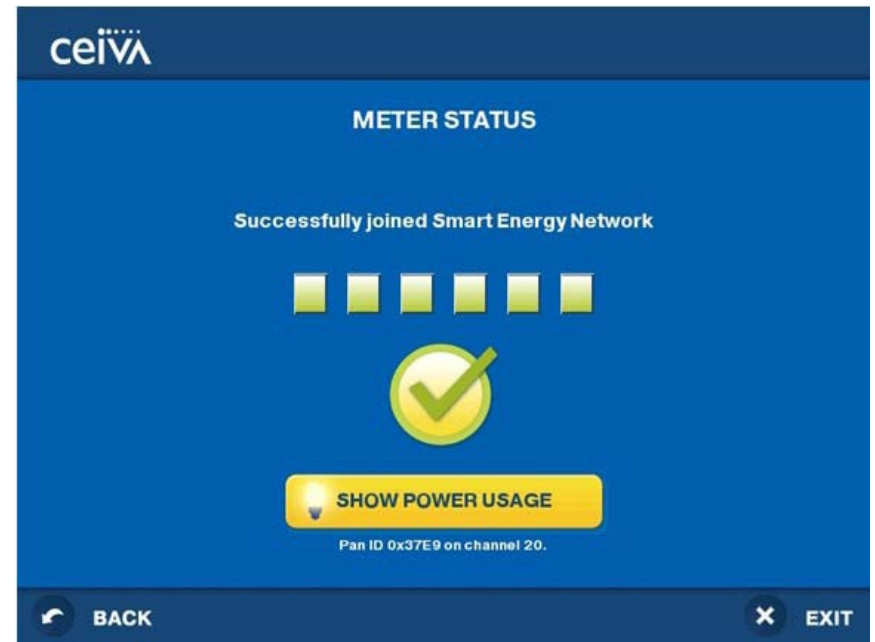 ceiva
METER STATUS
Successfully joined Smart Energy Network
SHOW POWER USAGE
Pan ID 0x37E9 on channel 20.
BACK
EXIT